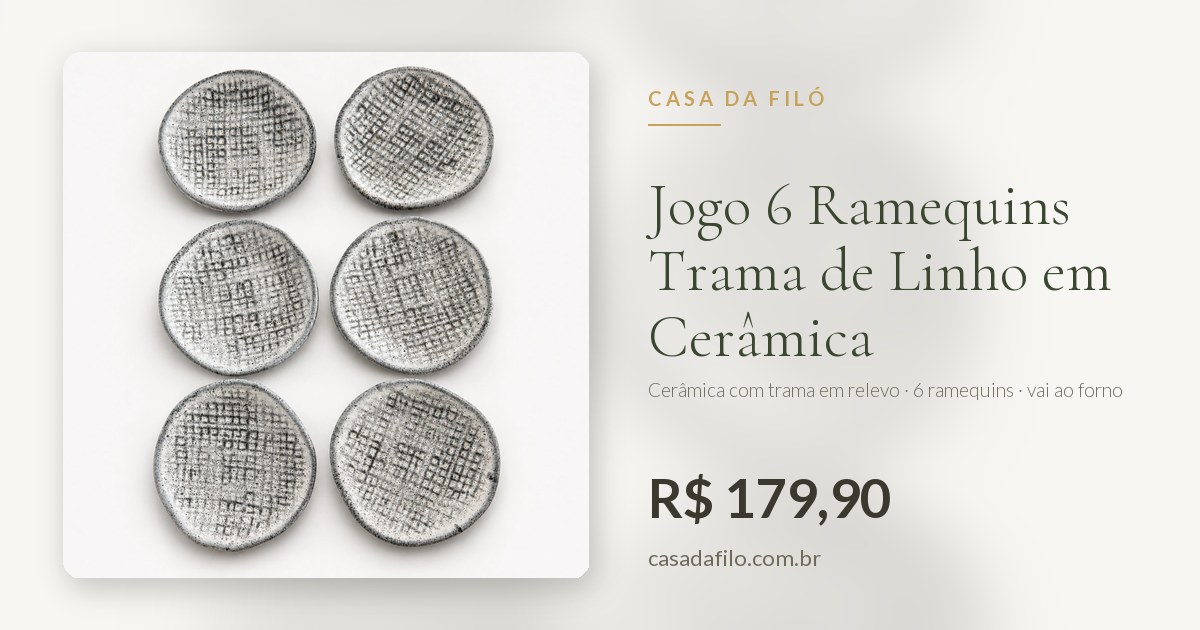 CASA DA FILÓ
Jogo 6 Ramequins
Trama de Linho em
Cerâmica
Cerâmica com trama em relevo · 6 ramequins · vai ao forno
R$ 179,90
casadafilo.com.br